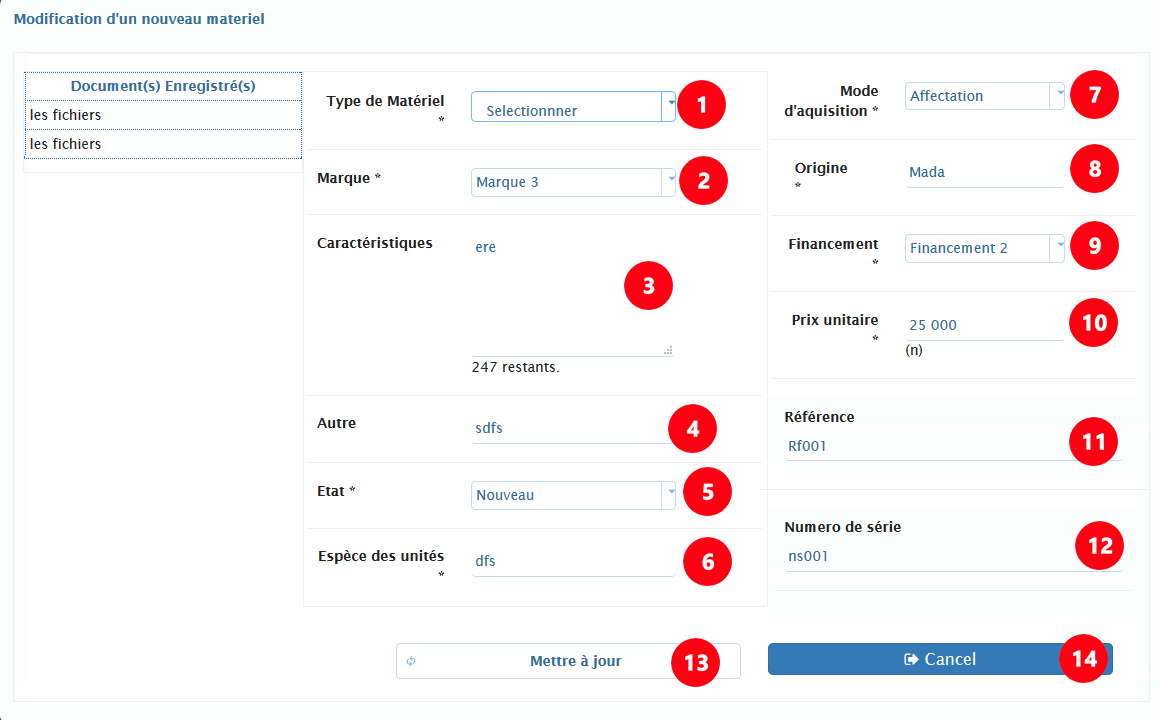 Modification d'un nouveau materiel
Document(s) Enregistré(s)
les fichiers
les fichiers
Type de Matériel
*
Selectionnner
1
Marque *
Marque 3
2
Caractéristiques
ere
3
247 restants.
Autre
sdfs
4
Etat *
Nouveau
5
Espèce des unités
*
dfs
6
Mode
d'aquisition *
Affectation
7
Origine
*
Mada
8
Financement
*
Financement 2
9
Prix unitaire
*
25 000
10
(n)
Référence
Rf001
11
Numero de série
ns001
12
Mettre à jour
13
Cancel
14